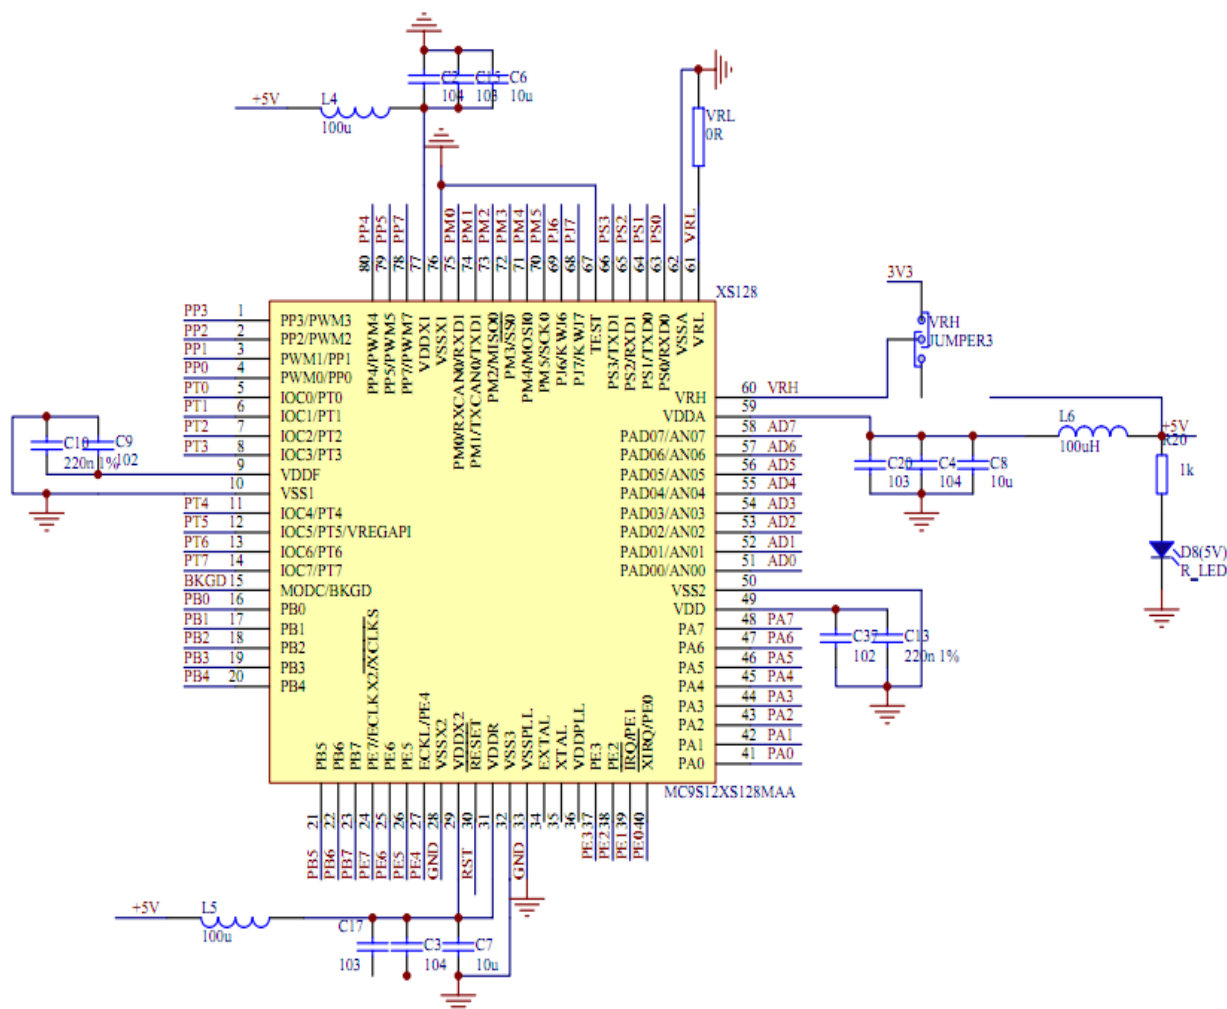 +5V
L4
100u
C2
104
C15
103
C6
10u
VRL
0R
PP4
PP5
PP7
PM0
PM1
PM2
PM3
PM4
PM5
PJ6
PJ7
PS3
PS2
PS1
PS0
VRL
80
79
78
77
76
75
74
73
72
71
70
69
68
67
66
65
64
63
62
61
XS128
3V3
VRH
JUMPER3
PP4/PWM4
PP5/PWM5
PP7/PWM7
VDDX1
VSSX1
PM0/RXCAN0/RXD1
PM1/TXCAN0/TXD1
PM2/MISO0
PM3/SS0
PM4/MOSI0
PM5/SCK0
PJ6/KWJ6
PJ7/KWJ7
TEST
PS3/TXD1
PS2/RXD1
PS1/TXD0
PS0/RXD0
VSSA
VRL
PP3 1 PP3/PWM3
PP2 2 PP2/PWM2
PP1 3 PWM1/PP1
PP0 4 PWM0/PP0
PT0 5 IOC0/PT0
PT1 6 IOC1/PT1
PT2 7 IOC2/PT2
PT3 8 IOC3/PT3
9 VDDF
10 VSS1
PT4 11 IOC4/PT4
PT5 12 IOC5/PT5/VREGAPI
PT6 13 IOC6/PT6
PT7 14 IOC7/PT7
BKGD 15 MODC/BKGD
PB0 16 PB0
PB1 17 PB1
PB2 18 PB2
PB3 19 PB3
PB4 20 PB4
C10
220n 1%
C9
102
VRH 60 VRH
VDDA 59
PAD07/AN07 58 AD7
PAD06/AN06 57 AD6
PAD05/AN05 56 AD5
PAD04/AN04 55 AD4
PAD03/AN03 54 AD3
PAD02/AN02 53 AD2
PAD01/AN01 52 AD1
PAD00/AN00 51 AD0
VSS2 50
VDD 49
PA7 48 PA7
PA6 47 PA6
PA5 46 PA5
PA4 45 PA4
PA3 44 PA3
PA2 43 PA2
PA1 42 PA1
PA0 41 PA0
L6
100uH
+5V
R20
1k
C20
103
C4
104
C8
10u
D8(5V)
R_LED
C37
102
C13
220n 1%
PB5
PB6
PB7
PE7/ECLKX2/XCLKS
PE6
PE5
ECKL/PE4
VSSX2
VDDX2
RESET
VDDR
VSS3
VSSPLL
EXTAL
XTAL
VDDPLL
PE3
PE2
IRQ/PE1
XIRQ/PE0
MC9S12XS128MAA
21
22
23
24
25
26
27
28
29
30
31
32
33
34
35
36
37
38
39
40
PB5
PB6
PB7
PE7
PE6
PE5
PE4
GND
RST
GND
PE3
PE2
PE1
PE0
+5V
L5
100u
C17
103
C3
104
C7
10u